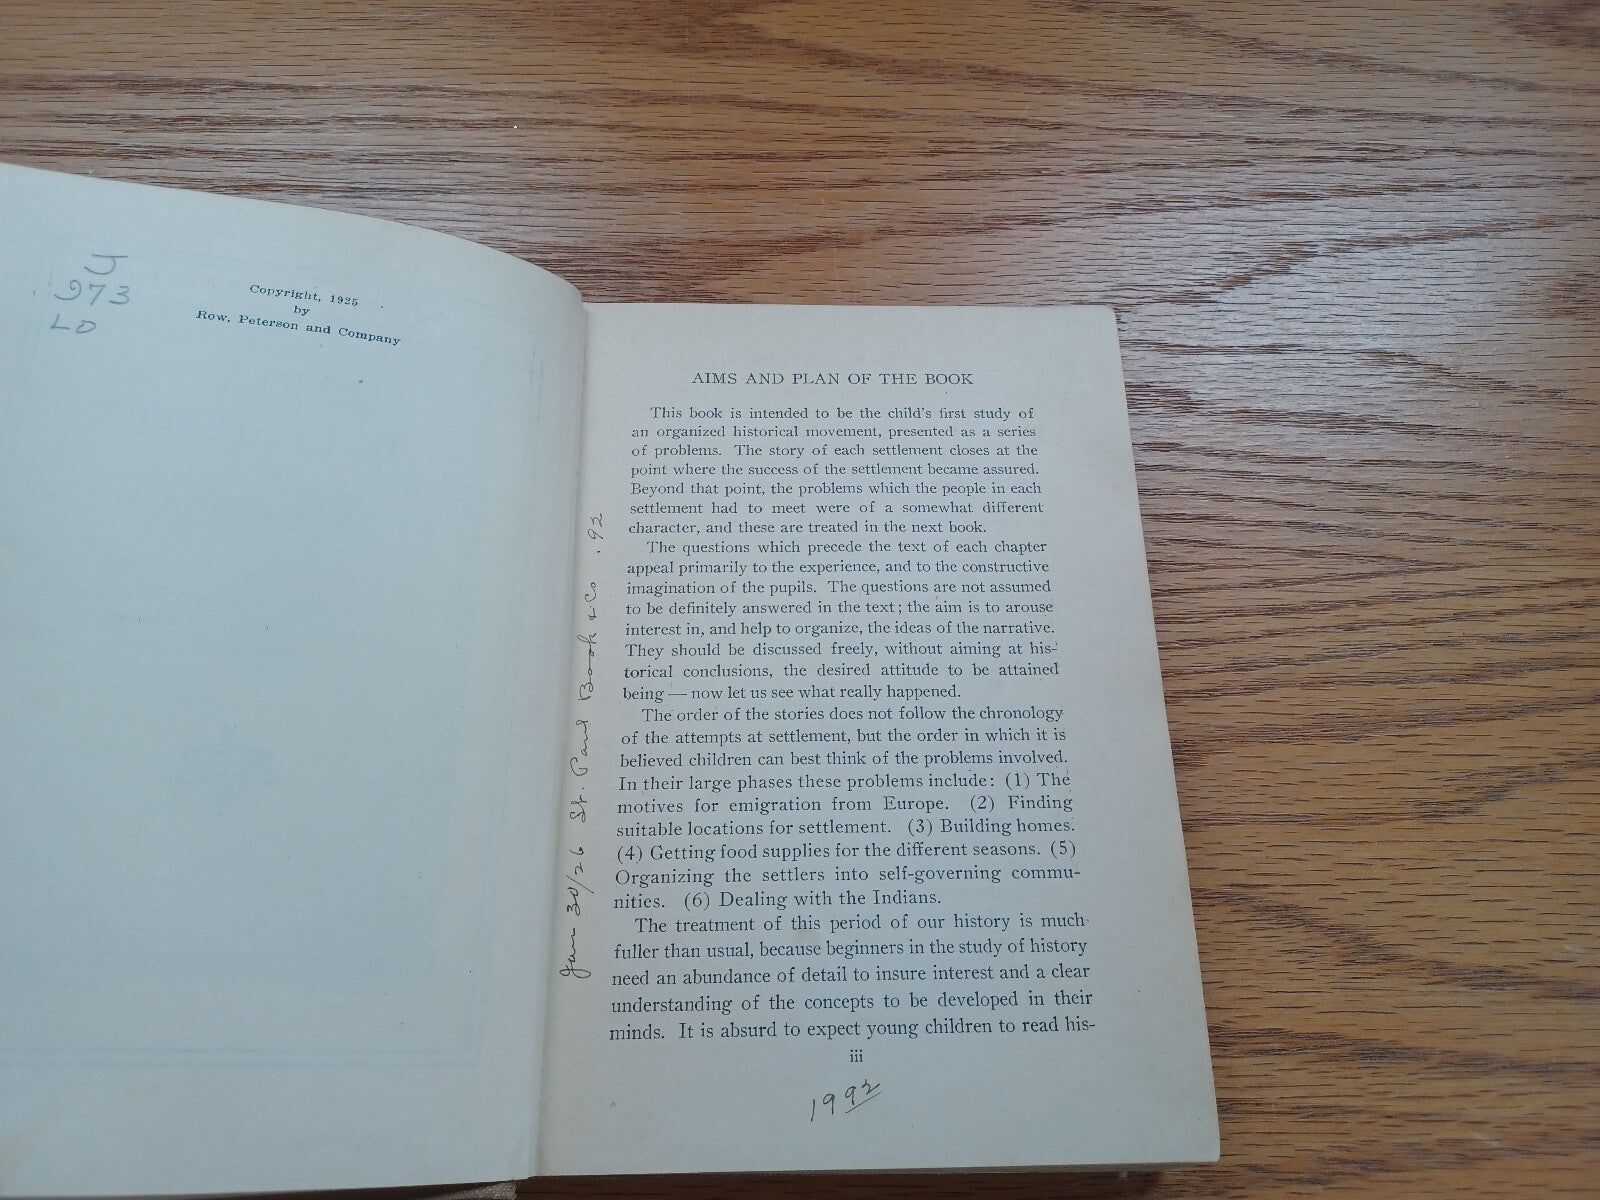 J
973
LO
Copyright, 1925
by
Row, Peterson and Company
AIMS AND PLAN OF THE BOOK
This book is intended to be the child's first study of
an organized historical movement, presented as a series
of problems. The story of each settlement closes at the
point where the success of the settlement became assured.
Beyond that point, the problems which the people in each
settlement had to meet were of a somewhat different
character, and these are treated in the next book.
The questions which precede the text of each chapter
appeal primarily to the experience, and to the constructive
imagination of the pupils. The questions are not assumed
to be definitely answered in the text; the aim is to arouse
interest in, and help to organize, the ideas of the narrative.
They should be discussed freely, without aiming at his-
torical conclusions, the desired attitude to be attained
being — now let us see what really happened.
The order of the stories does not follow the chronology
of the attempts at settlement, but the order in which it is
believed children can best think of the problems involved.
In their large phases these problems include: (1) The
motives for emigration from Europe. (2) Finding
suitable locations for settlement. (3) Building homes.
(4) Getting food supplies for the different seasons. (5)
Organizing the settlers into self-governing commu-
nities. (6) Dealing with the Indians.
The treatment of this period of our history is much
fuller than usual, because beginners in the study of history
need an abundance of detail to insure interest and a clear
understanding of the concepts to be developed in their
minds. It is absurd to expect young children to read his-
iii
1992
30/26 St. Paul Book & Co .92